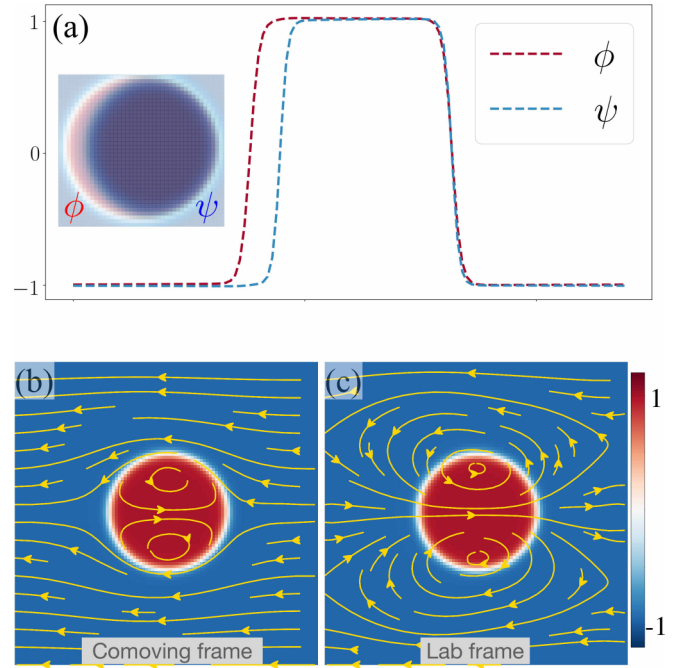 (a)
1
0
−1
ϕ
ψ
ϕ ψ
(b) (c)
1
-1
Comoving frame Lab frame